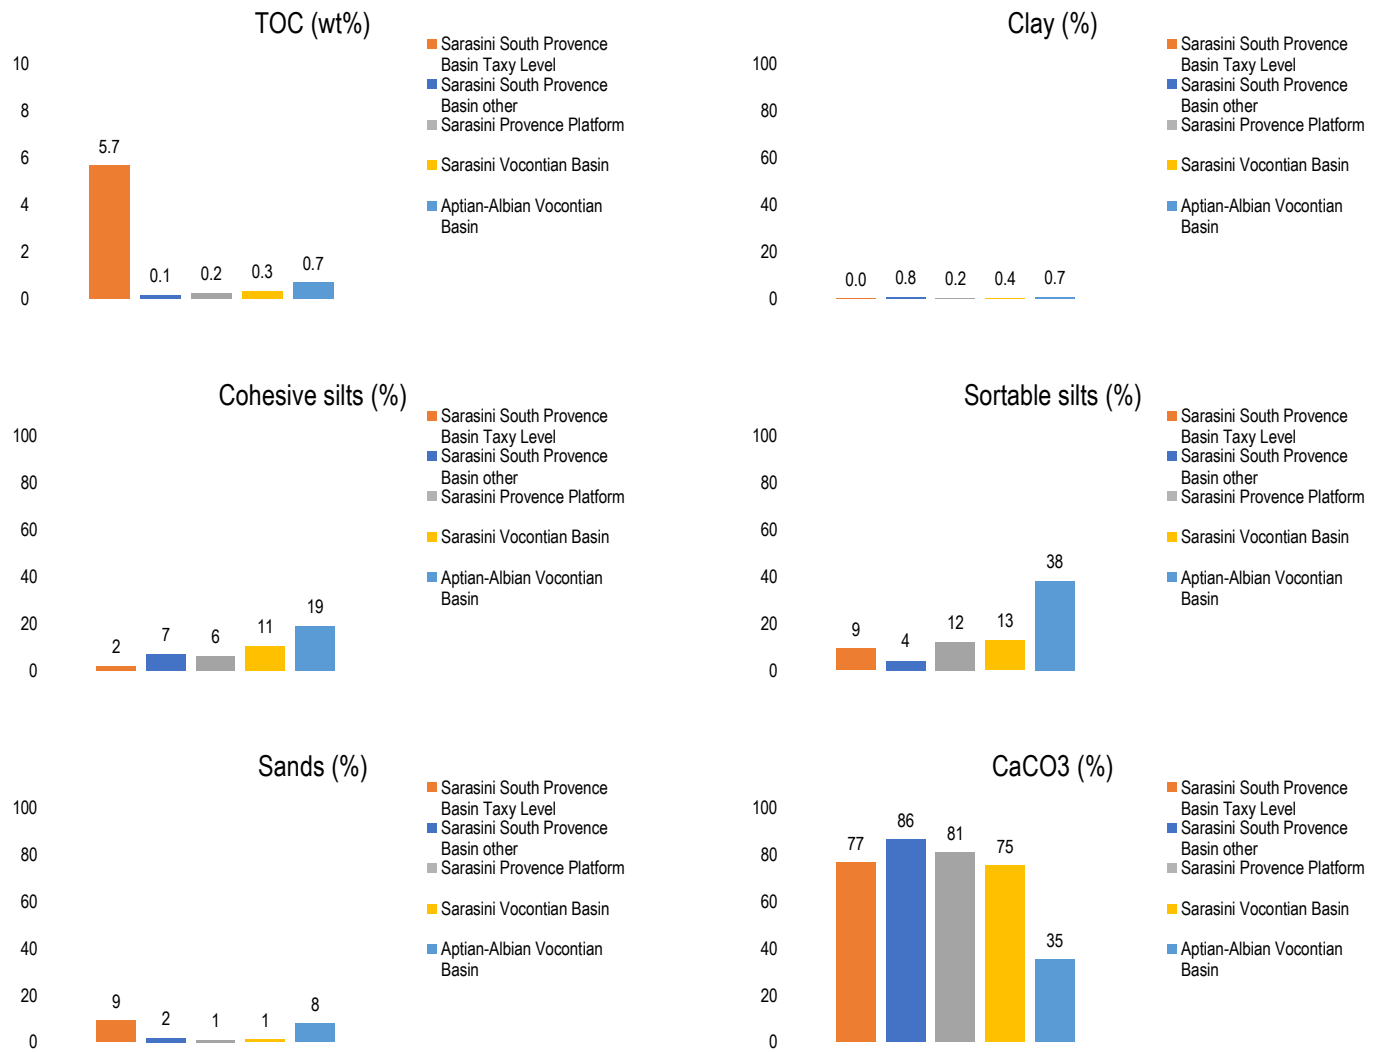 TOC (wt%)
10
8
6
4
2
0
5.7
0.1
0.2
0.3
0.7
Sarasini South Provence
Basin Taxy Level
Sarasini South Provence
Basin other
Sarasini Provence Platform
Sarasini Vocontian Basin
Aptian-Albian Vocontian
Basin
Clay (%)
100
80
60
40
20
0
0.0
0.8
0.2
0.4
0.7
Sarasini South Provence
Basin Taxy Level
Sarasini South Provence
Basin other
Sarasini Provence Platform
Sarasini Vocontian Basin
Aptian-Albian Vocontian
Basin
Cohesive silts (%)
100
80
60
40
20
0
2
7
6
11
19
Sarasini South Provence
Basin Taxy Level
Sarasini South Provence
Basin other
Sarasini Provence Platform
Sarasini Vocontian Basin
Aptian-Albian Vocontian
Basin
Sortable silts (%)
100
80
60
40
20
0
9
4
12
13
38
Sarasini South Provence
Basin Taxy Level
Sarasini South Provence
Basin other
Sarasini Provence Platform
Sarasini Vocontian Basin
Aptian-Albian Vocontian
Basin
Sands (%)
100
80
60
40
20
0
9
2
1
1
8
Sarasini South Provence
Basin Taxy Level
Sarasini South Provence
Basin other
Sarasini Provence Platform
Sarasini Vocontian Basin
Aptian-Albian Vocontian
Basin
CaCO3 (%)
100
80
60
40
20
0
77
86
81
75
35
Sarasini South Provence
Basin Taxy Level
Sarasini South Provence
Basin other
Sarasini Provence Platform
Sarasini Vocontian Basin
Aptian-Albian Vocontian
Basin